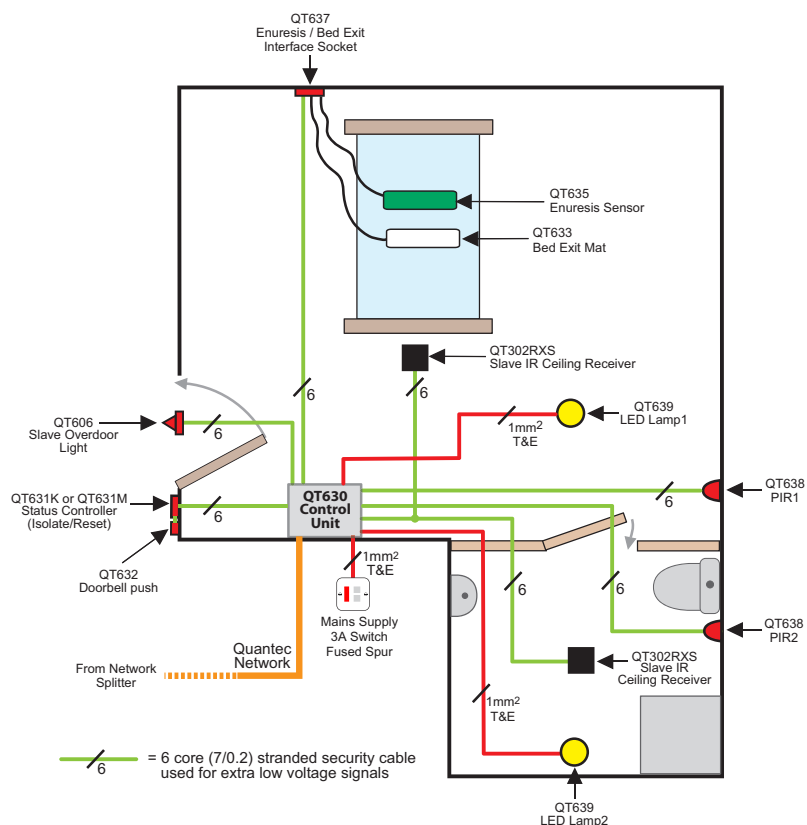 QT637
Enuresis / Bed Exit
Interface Socket
QT635
Enuresis Sensor
QT633
Bed Exit Mat
QT302RXS
Slave IR Ceiling Receiver
6
6
QT606
Slave Overdoor
Light
6
1mm2
T&E
QT639
LED Lamp1
QT631K or QT631M
Status Controller
(Isolate/Reset)
6
QT630
Control
Unit
6
QT638
PIR1
QT632
Doorbell push
1mm2
T&E
6
6
Mains Supply
3A Switch
Fused Spur
QT638
PIR2
Quantec
Network
From Network
Splitter
QT302RXS
Slave IR
Ceiling Receiver
1mm2
T&E
6
= 6 core (7/0.2) stranded security cable
used for extra low voltage signals
QT639
LED Lamp2